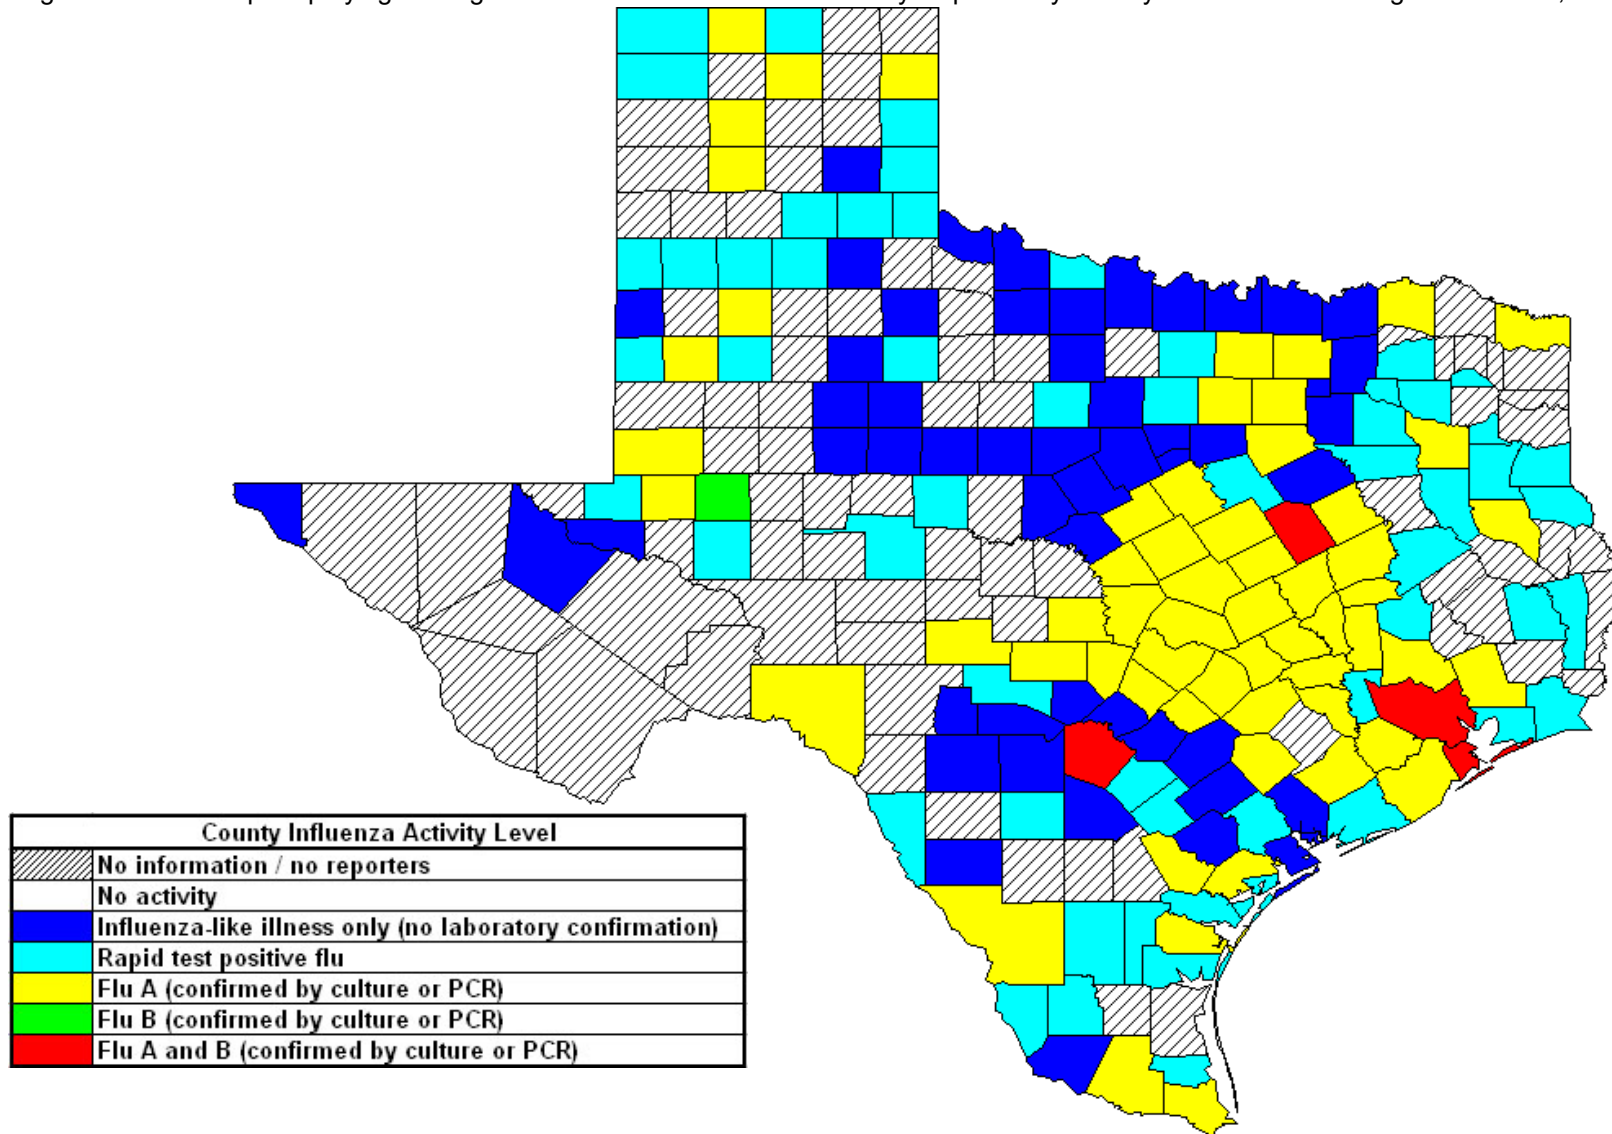 County Influenza Activity Level
No information / no reporters
No activity
Influenza-like illness only (no laboratory confirmation)
Rapid test positive flu
Flu A (confirmed by culture or PCR)
Flu B (confirmed by culture or PCR)
Flu A and B (confirmed by culture or PCR)